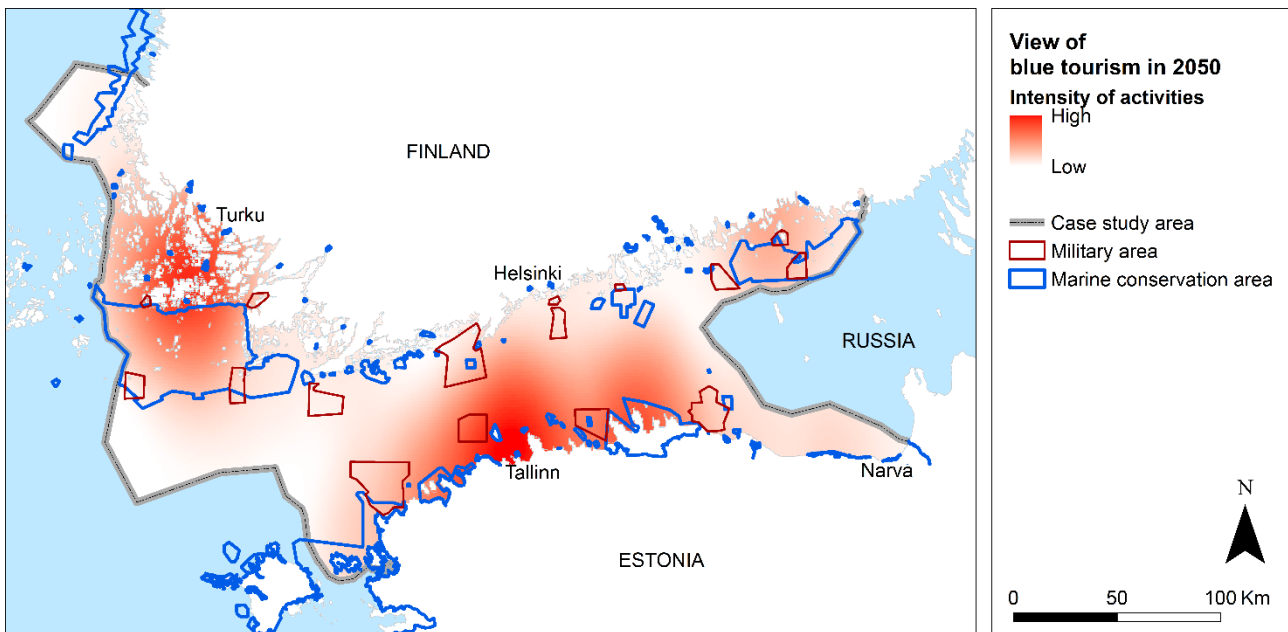 FINLAND
Turku
Helsinki
RUSSIA
Tallinn
Narva
ESTONIA
View of
blue tourism in 2050
Intensity of activities
High
Low
Case study area
Military area
Marine conservation area
N
0 50 100 Km